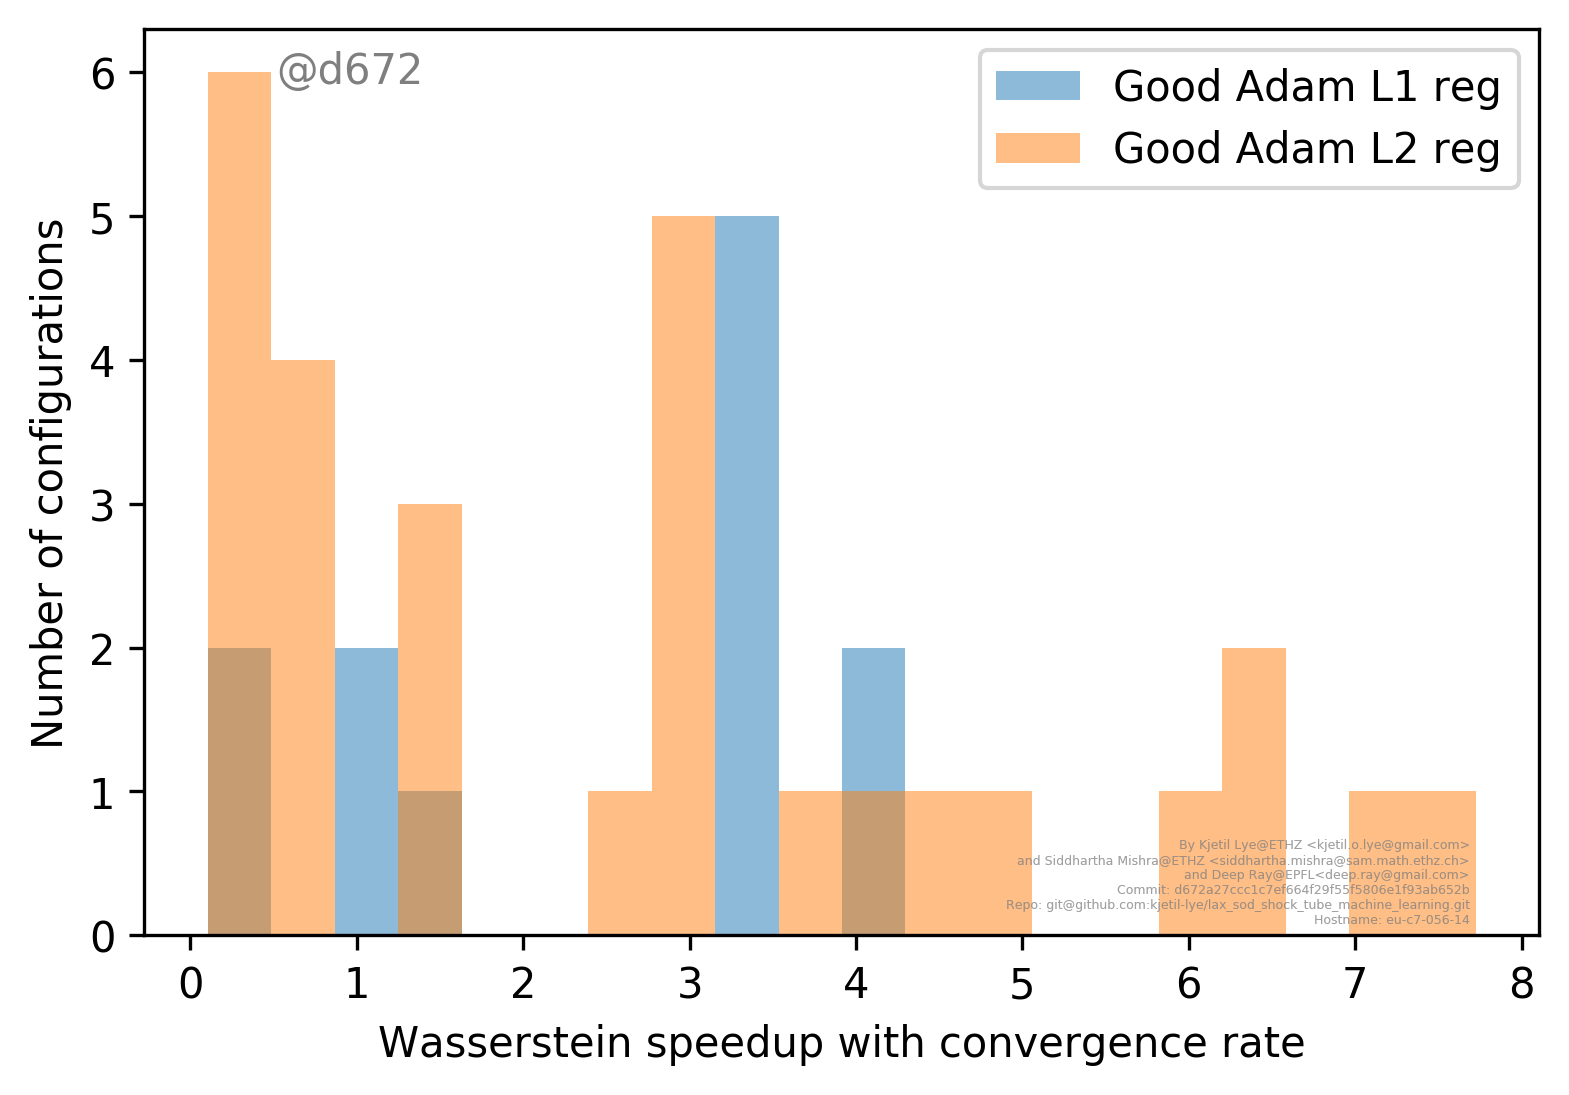 @d672
Good Adam L1 reg
Good Adam L2 reg
6
5
4
3
2
1
0
Number of configurations
By Kjetil Lye@ETHZ <kjetil.o.lye@gmail.com>
and Siddhartha Mishra@ETHZ <siddhartha.mishra@sam.math.ethz.ch>
and Deep Ray@EPFL<deep.ray@gmail.com>
Commit: d672a27ccc1c7ef664f29f55f5806e1f93ab652b
Repo: git@github.com:kjetil-lye/lax_sod_shock_tube_machine_learning.git
Hostname: eu-c7-056-14
0 1 2 3 4 5 6 7 8
Wasserstein speedup with convergence rate